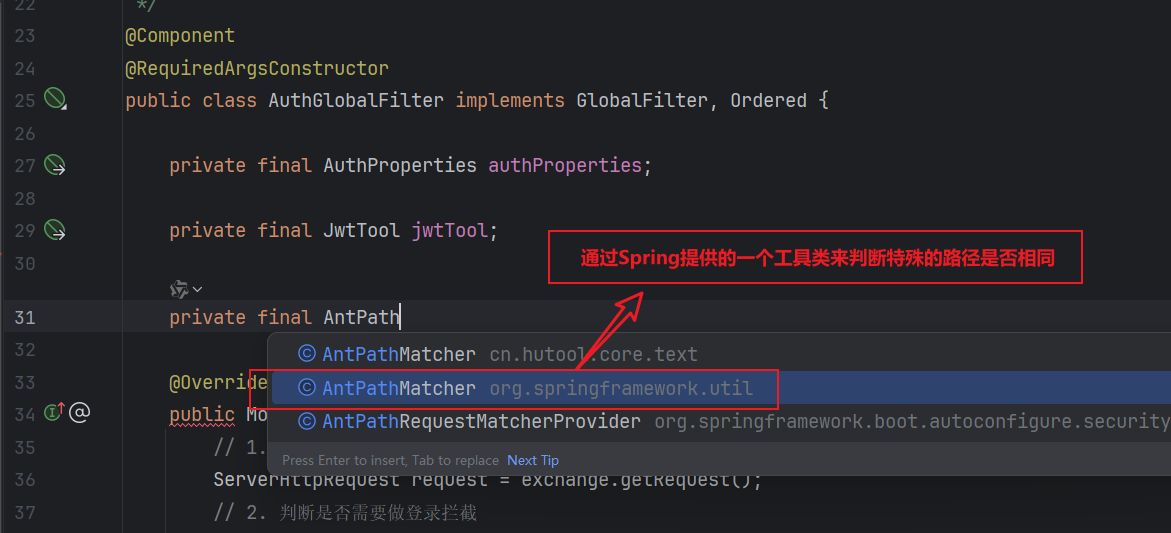 22 */
23 @Component
24 @RequiredArgsConstructor
25 public class AuthGlobalFilter implements GlobalFilter, Ordered {
26
27 private final AuthProperties authProperties;
28
29 private final JwtTool jwtTool;
30
通过Spring提供的一个工具类来判断特殊的路径是否相同
31 private final AntPath
32
AntPathMatcher cn.hutool.core.text
33 @Override
AntPathMatcher org.springframework.util
34 public Mo
AntPathRequestMatcherProvider org.springframework.boot.autoconfigure.security
35 // 1.
Press Enter to insert, Tab to replace Next Tip
36 ServerHttpRequest request = exchange.getRequest();
37 // 2. 判断是否需要做登录拦截